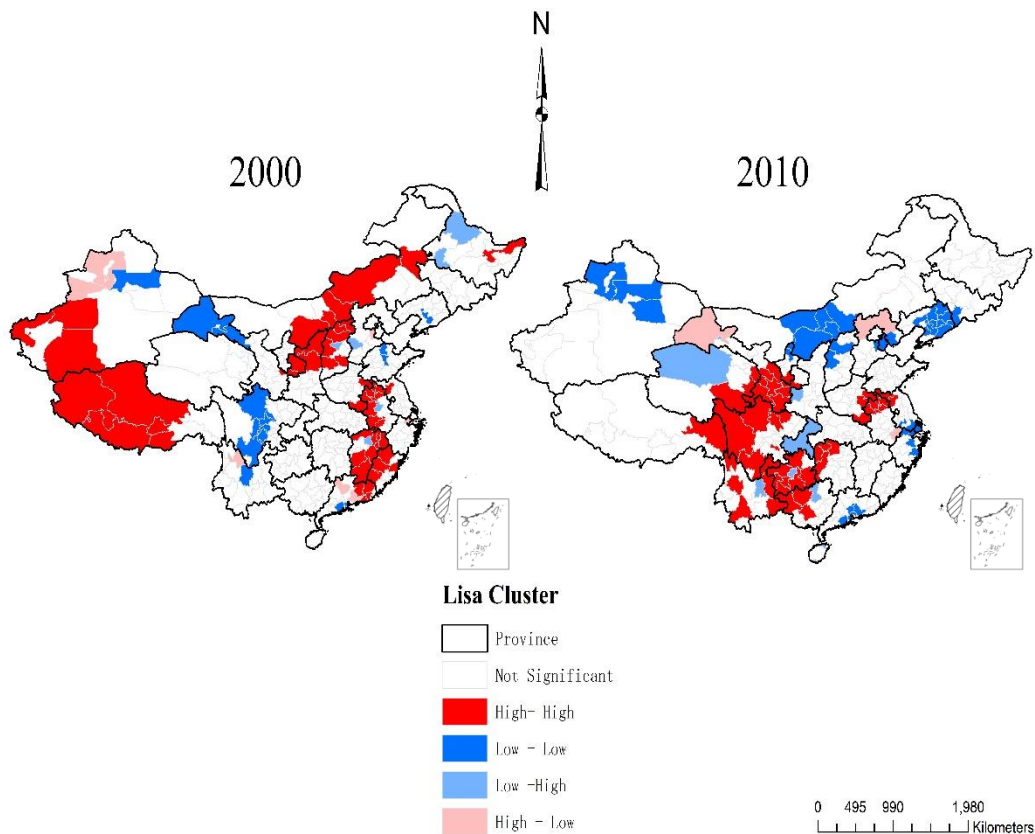 N
2000
2010
Lisa Cluster
Province
Not Significant
High- High
Low - Low
Low -High
High - Low
0 495 990 1,980
Kilometers